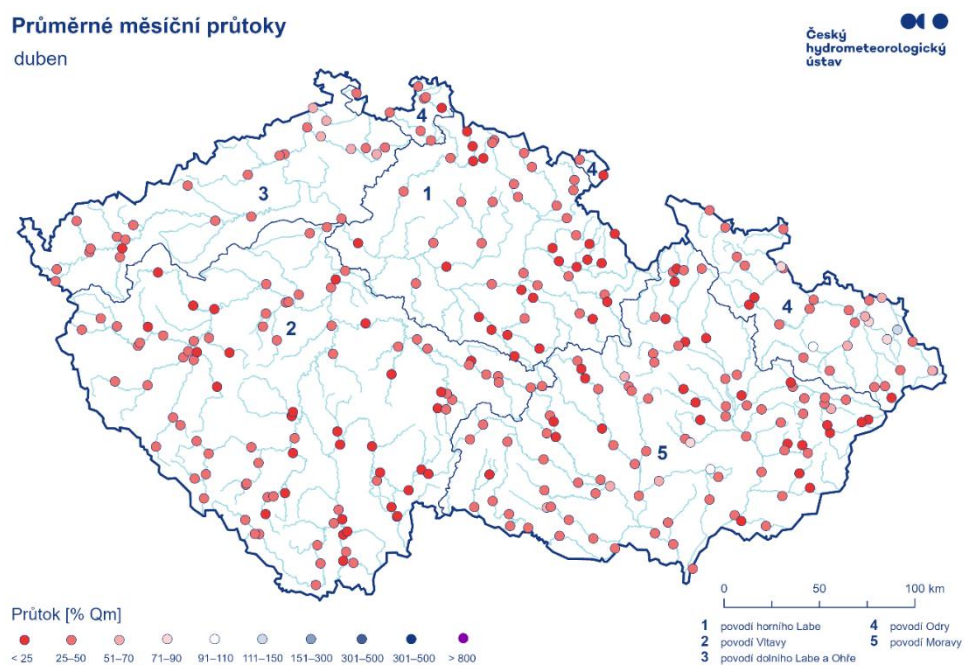 Průměrné měsíční průtoky
duben
Český
hydrometeorologický
ústav
4
4
1
3
2
4
5
0 50 100 km
1 povodí horního Labe
2 povodí Vltavy
3 povodí dolního Labe a Ohře
4 povodí Odry
5 povodí Moravy
Průtok [% Qm]
< 25 25–50 51–70 71–90 91–110 111–150 151–300 301–500 301–500 > 800